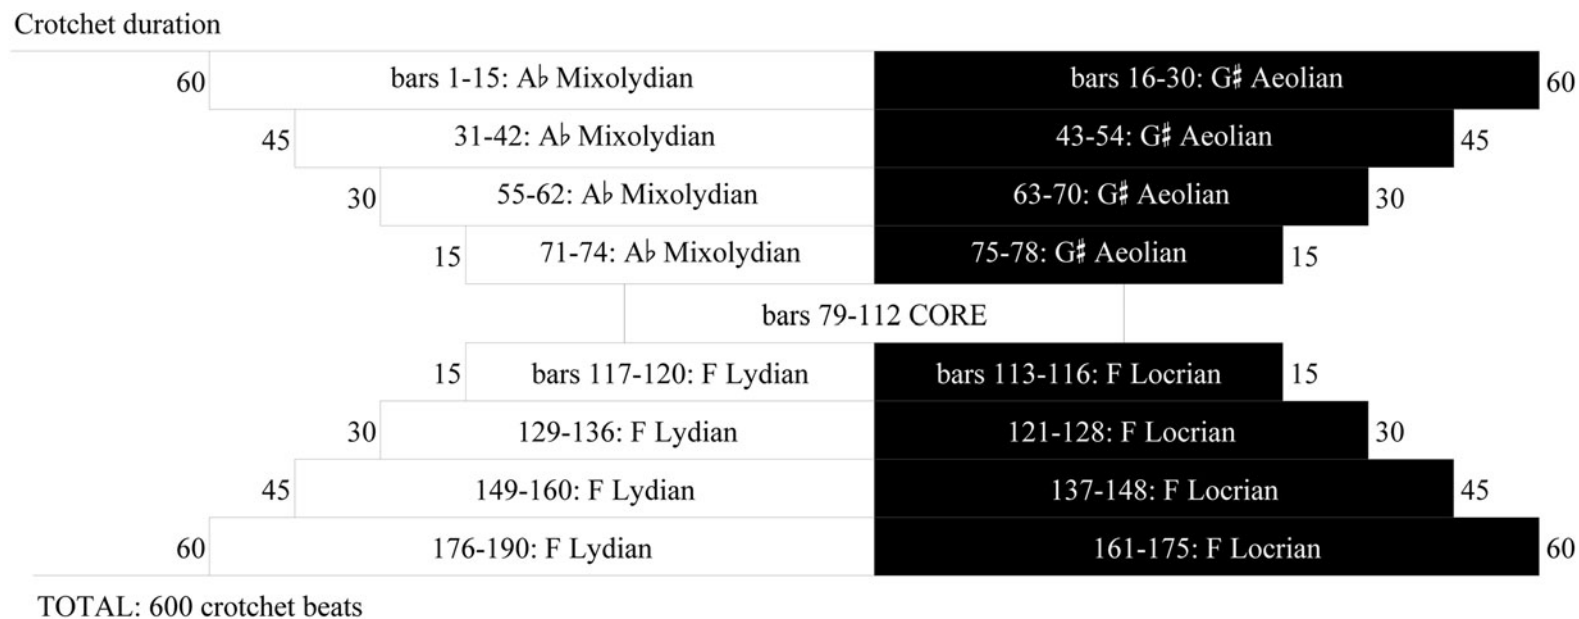 Crotchet duration
60 bars 1-15: A♭ Mixolydian bars 16-30: G♯ Aeolian 60
45 31-42: A♭ Mixolydian 43-54: G♯ Aeolian 45
30 55-62: A♭ Mixolydian 63-70: G♯ Aeolian 30
15 71-74: A♭ Mixolydian 75-78: G♯ Aeolian 15
bars 79-112 CORE
15 bars 117-120: F Lydian bars 113-116: F Locrian 15
30 129-136: F Lydian 121-128: F Locrian 30
45 149-160: F Lydian 137-148: F Locrian 45
60 176-190: F Lydian 161-175: F Locrian 60
TOTAL: 600 crotchet beats